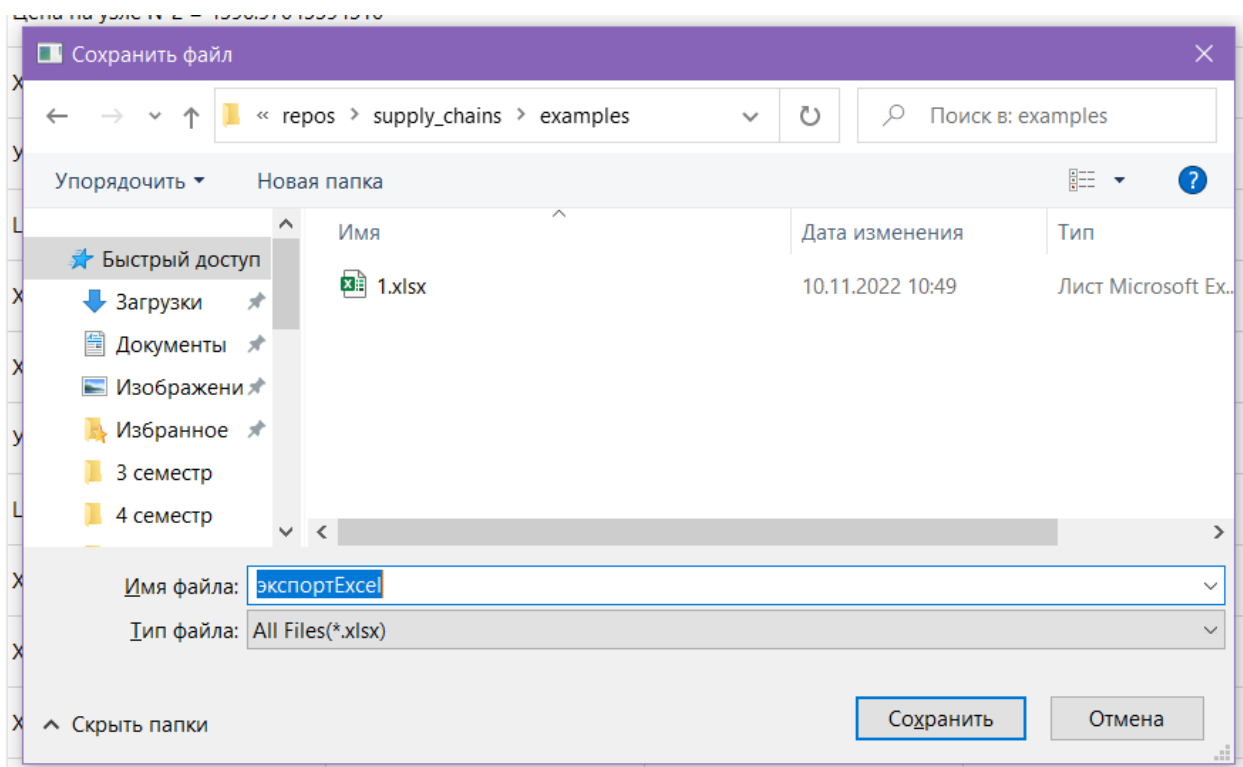 Сохранить файл
« repos > supply_chains > examples
Поиск в: examples
Упорядочить
Новая папка
Имя
Дата изменения
Тип
Быстрый доступ
Загрузки
Документы
Изображени
Избранное
3 семестр
4 семестр
1.xlsx
10.11.2022 10:49
Лист Microsoft Ex...
Имя файла: экспортExcel
Тип файла: All Files(*.xlsx)
Скрыть папки
Сохранить
Отмена